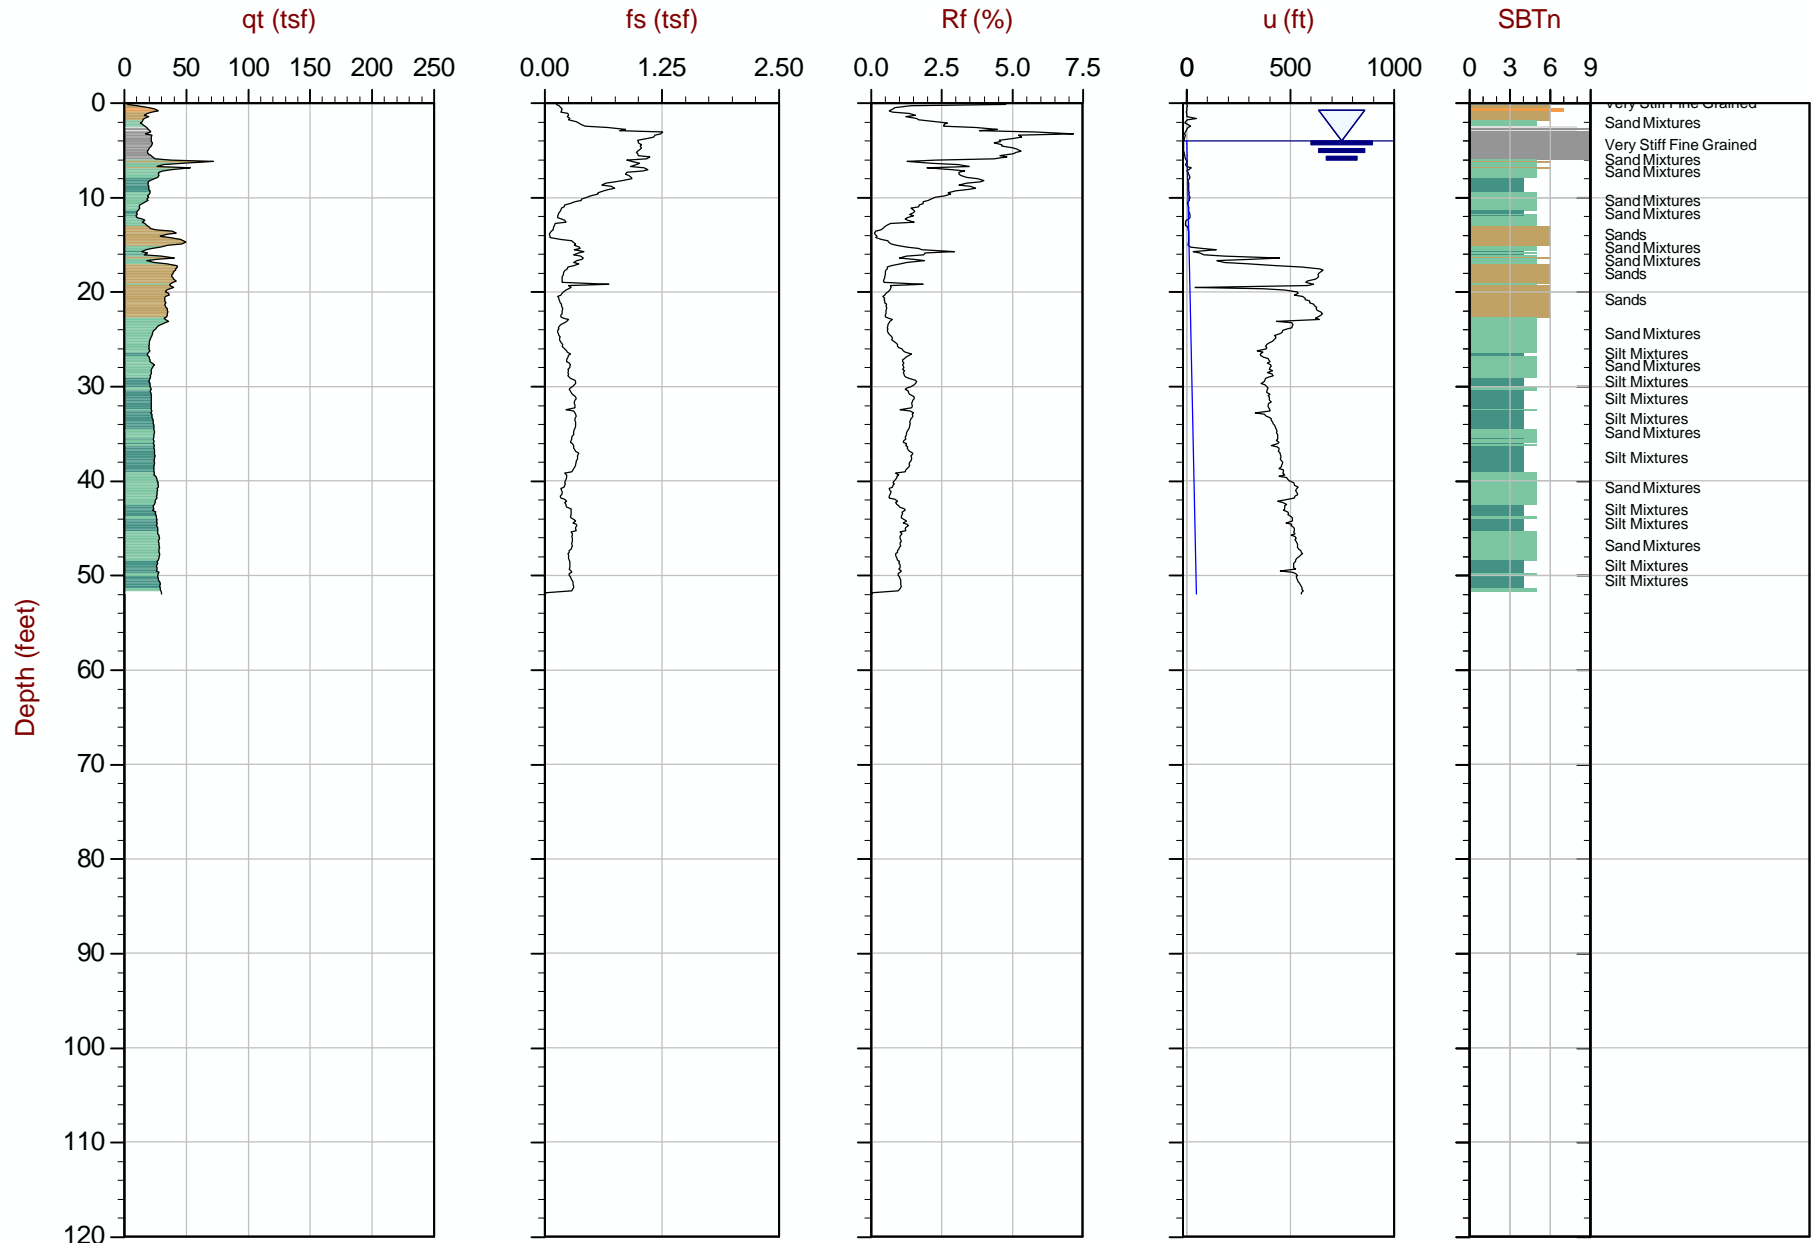 qt (tsf) fs (tsf) Rf (%) u (ft) SBTn
0 50 100 150 200 250 0.00 1.25 2.50 0.0 2.5 5.0 7.5 0 500 1000 0 3 6 9
0
Very Stiff Fine Grained
Sand Mixtures
Very Stiff Fine Grained
Sand Mixtures
Sand Mixtures
10
Sand Mixtures
Sand Mixtures
Sands
Sand Mixtures
Sand Mixtures
Sands
20
Sands
Sand Mixtures
Silt Mixtures
Sand Mixtures
30
Silt Mixtures
Silt Mixtures
Silt Mixtures
Sand Mixtures
Silt Mixtures
40
Sand Mixtures
Silt Mixtures
Silt Mixtures
Sand Mixtures
Silt Mixtures
50
Silt Mixtures
60
Depth (feet)
70
80
90
100
110
120